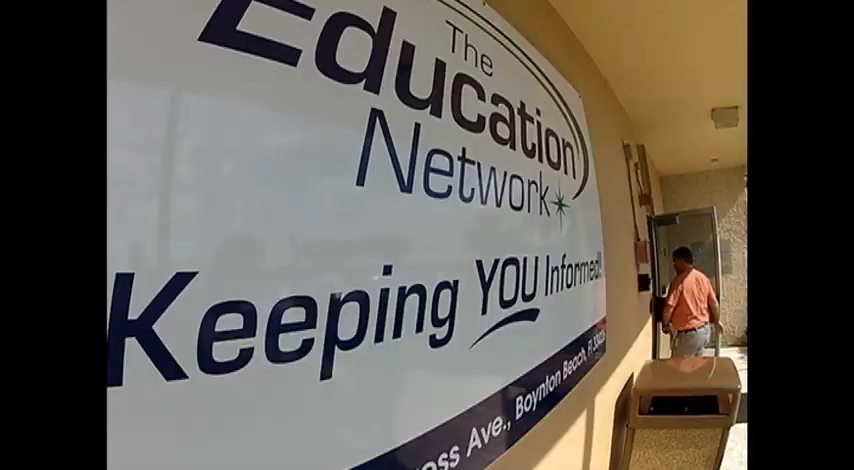 The
Education
Network
Keeping YOU Informed!
Ave., Boynton Beach, Fl